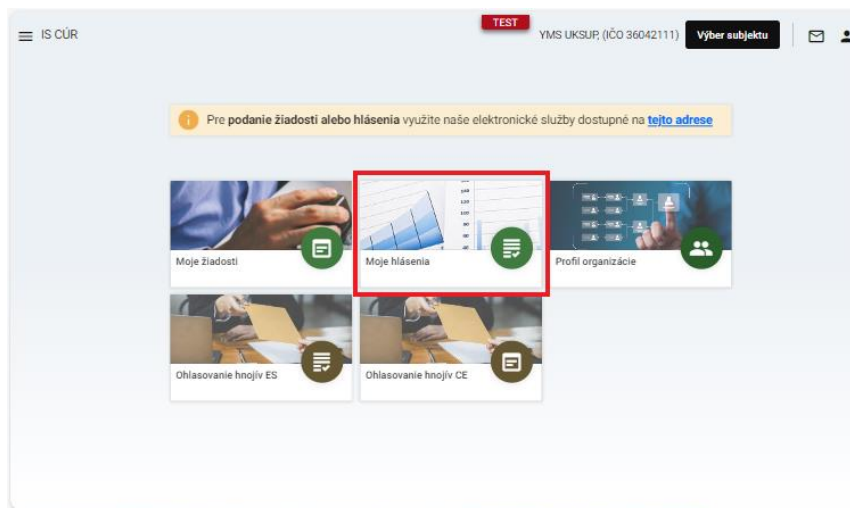 IS CÚR
TEST
YMS UKSUP, (IČO 36042111)
Výber subjektu
Pre podanie žiadosti alebo hlásenia využite naše elektronické služby dostupné na tejto adrese
Moje žiadosti
Moje hlásenia
Profil organizácie
Ohlasovanie hnojív ES
Ohlasovanie hnojív CE